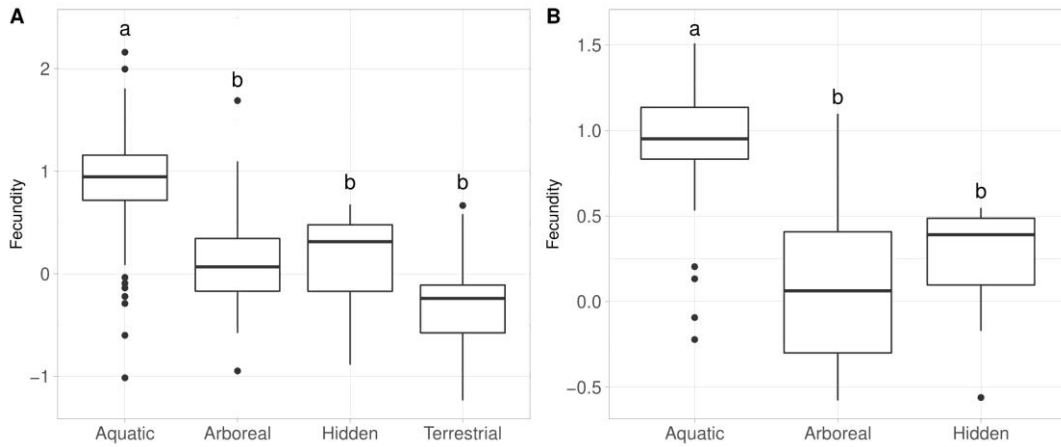 A
B
a
b
b
b
a
b
b
Fecundity
2
1
0
−1
Aquatic
Arboreal
Hidden
Terrestrial
Fecundity
1.5
1.0
0.5
0.0
−0.5
Aquatic
Arboreal
Hidden